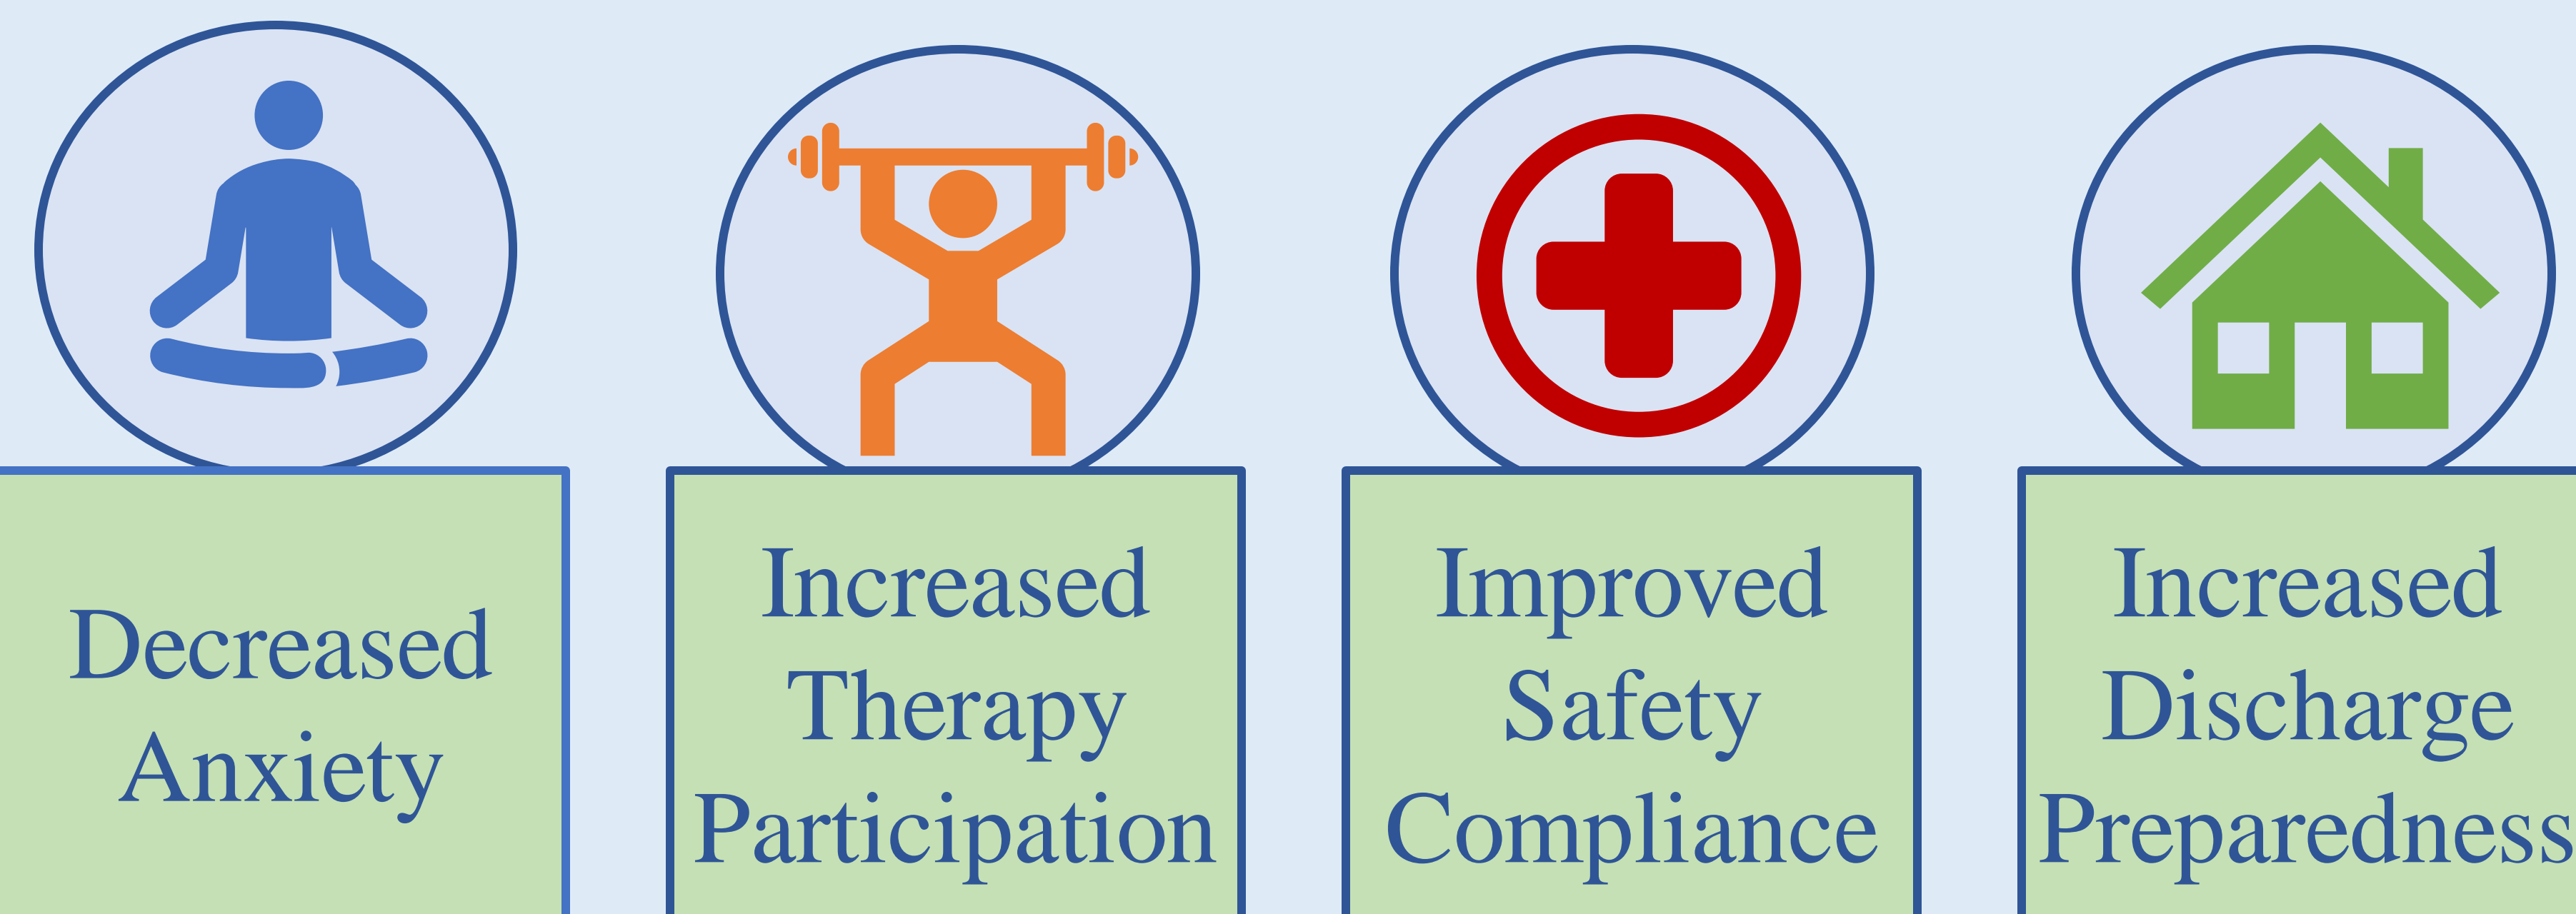 Decreased
Anxiety
Increased
Therapy
Participation
Improved
Safety
Compliance
Increased
Discharge
Preparedness